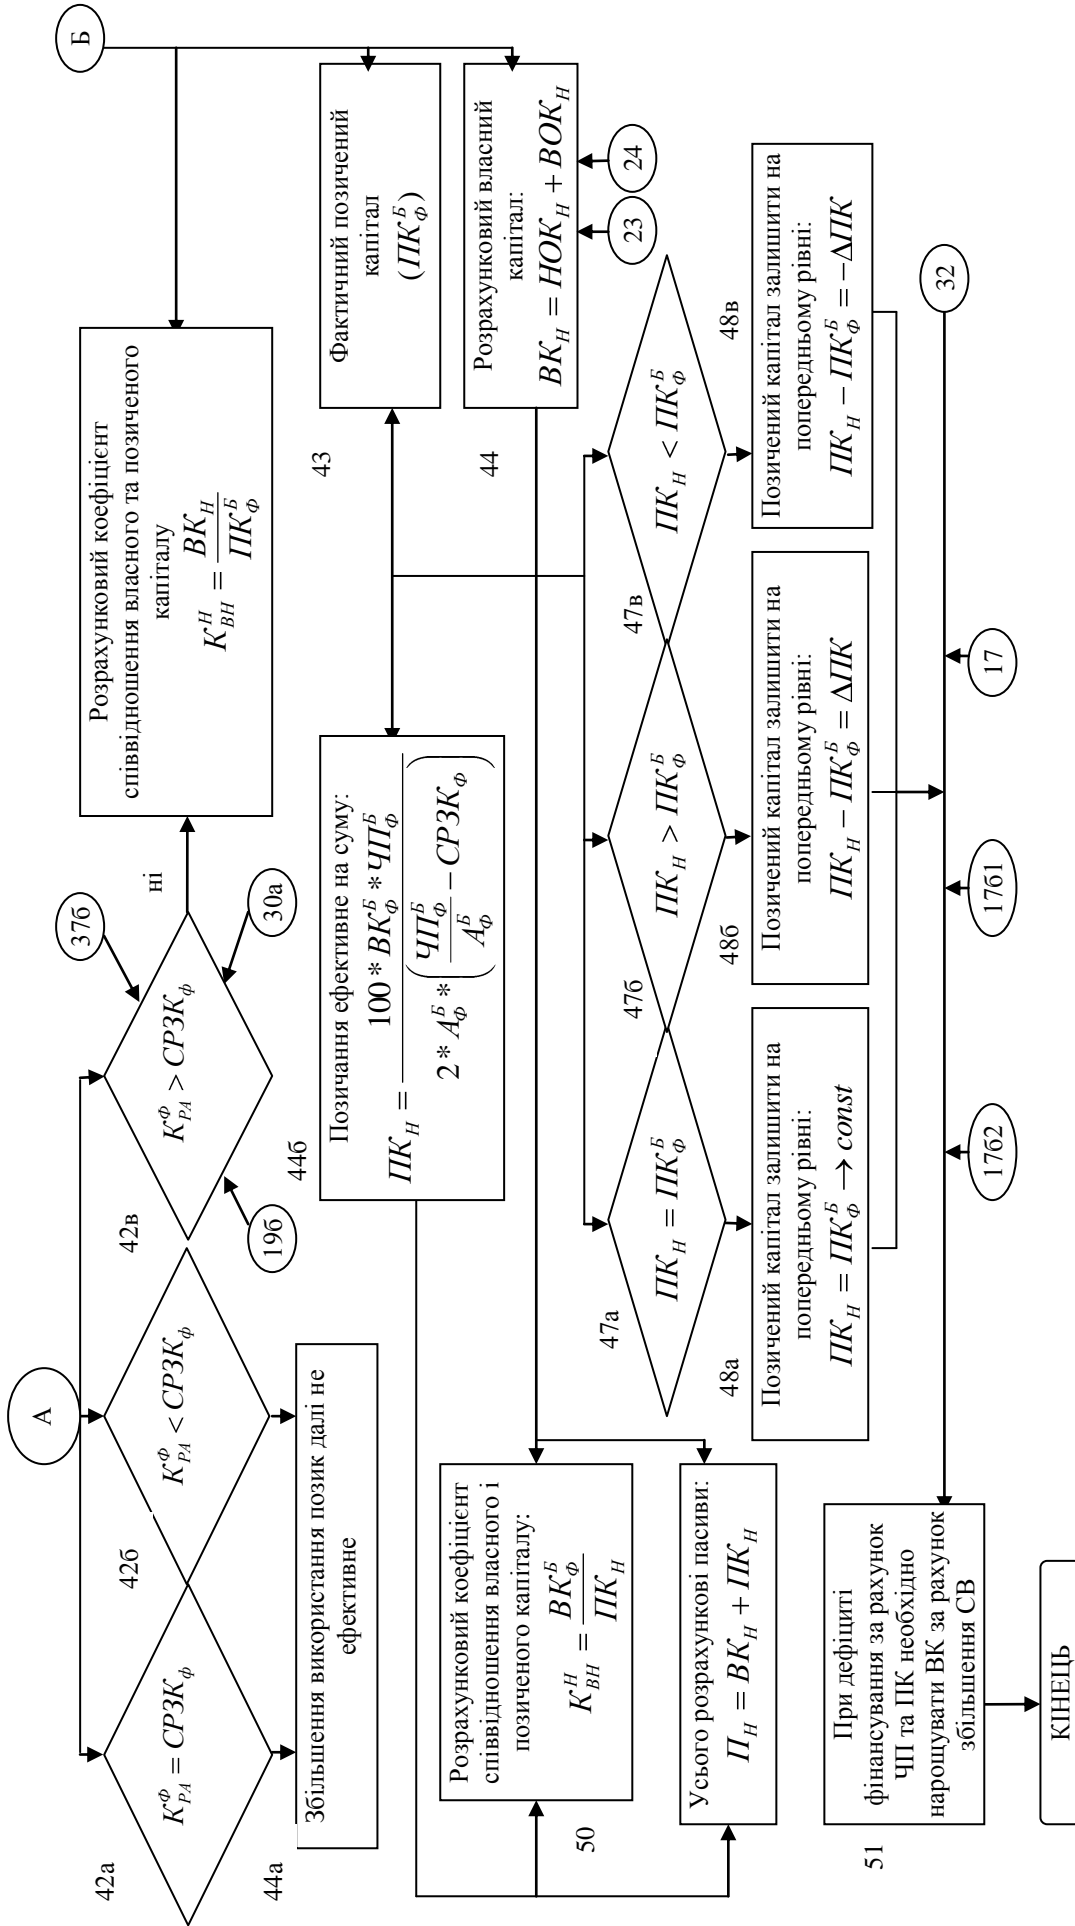 А
Б
42а
K^Ф_РА = СРЗК_ф
42б
K^Ф_РА < СРЗК_ф
42в
K^Ф_РА > СРЗК_ф
37б
30а
19б
ні
Розрахунковий коефіцієнт
співвідношення власного та позиченого
капіталу
K^Н_ВН = ВК_Н / ПК^Б_Ф
44а
Збільшення використання позик далі не
ефективне
44б
Позичання ефективне на суму:
ПК_Н = 100 * ВК^Б_Ф * ЧП^Б_Ф / 2 * А^Б_Ф * (ЧП^Б_Ф / А^Б_Ф − СРЗК_Ф)
43
Фактичний позичений
капітал
(ПК^Б_Ф)
44
Розрахунковий власний
капітал:
ВК_Н = НОК_Н + ВОК_Н
23
24
50
Розрахунковий коефіцієнт
співвідношення власного і
позиченого капіталу:
K^Н_ВН = ВК^Б_Ф / ПК_Н
Усього розрахункові пасиви:
П_Н = ВК_Н + ПК_Н
47а
ПК_Н = ПК^Б_Ф
47б
ПК_Н > ПК^Б_Ф
47в
ПК_Н < ПК^Б_Ф
48а
Позичений капітал залишити на
попередньому рівні:
ПК_Н = ПК^Б_Ф → const
48б
Позичений капітал залишити на
попередньому рівні:
ПК_Н − ПК^Б_Ф = ΔПК
48в
Позичений капітал залишити на
попередньому рівні:
ПК_Н − ПК^Б_Ф = −ΔПК
32
17
17б1
17б2
51
При дефіциті
фінансування за рахунок
ЧП та ПК необхідно
нарощувати ВК за рахунок
збільшення СВ
КІНЕЦЬ